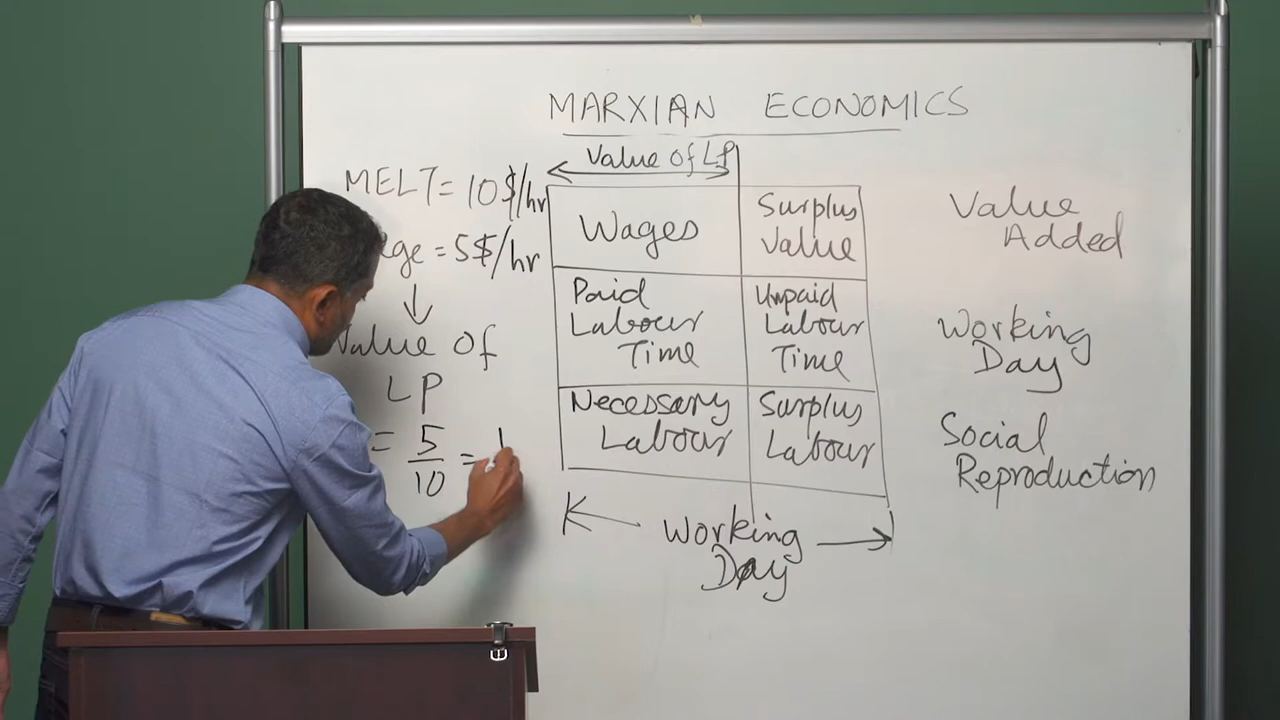 MARXIAN ECONOMICS
MELT = 10$/hr
= 5$/hr
↓
Value of
LP
= 5/10 =
Value of LP
Wages
Surplus
Value
Paid
Labour
Time
Unpaid
Labour
Time
Necessary
Labour
Surplus
Labour
Working
Day
Value
Added
Working
Day
Social
Reproduction